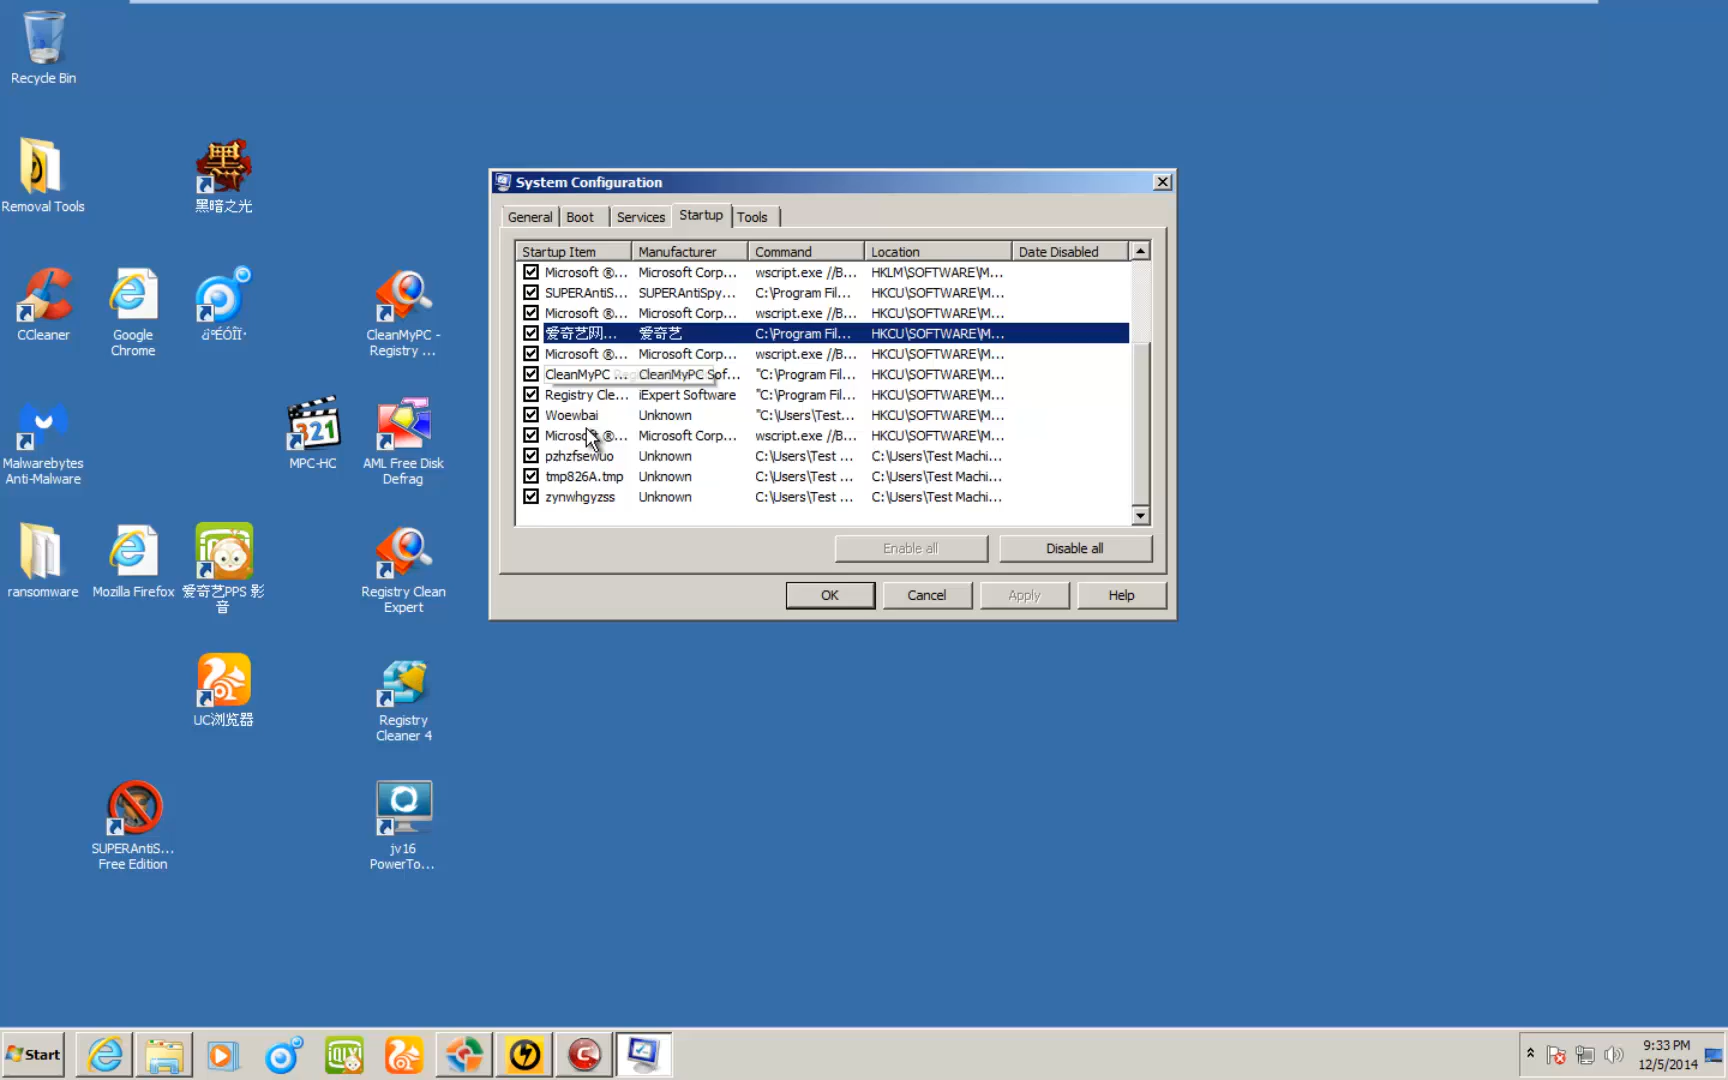 Recycle Bin
Removal Tools
黑暗之光
CCleaner
Google
Chrome
CleanMyPC -
Registry ...
Malwarebytes
Anti-Malware
321
MPC-HC
AML Free Disk
Defrag
ransomware
Mozilla Firefox
爱奇艺PPS 影
音
Registry Clean
Expert
UC浏览器
Registry
Cleaner 4
SUPERAntiS...
Free Edition
jv16
PowerTo...
System Configuration
General Boot Services Startup Tools
Startup Item Manufacturer Command Location Date Disabled
Microsoft ®... Microsoft Corp... wscript.exe //B... HKLM\SOFTWARE\M...
SUPERAntiS... SUPERAntiSpy... C:\Program Fil... HKCU\SOFTWARE\M...
Microsoft ®... Microsoft Corp... wscript.exe //B... HKCU\SOFTWARE\M...
爱奇艺网... 爱奇艺 C:\Program Fil... HKCU\SOFTWARE\M...
Microsoft ®... Microsoft Corp... wscript.exe //B... HKCU\SOFTWARE\M...
CleanMyPC ... CleanMyPC Sof... "C:\Program Fil... HKCU\SOFTWARE\M...
Registry Cle... iExpert Software "C:\Program Fil... HKCU\SOFTWARE\M...
Woewbai Unknown "C:\Users\Test... HKCU\SOFTWARE\M...
Microsoft ®... Microsoft Corp... wscript.exe //B... HKCU\SOFTWARE\M...
pzhzfsewuo Unknown C:\Users\Test ... C:\Users\Test Machi...
tmp826A.tmp Unknown C:\Users\Test ... C:\Users\Test Machi...
zynwhgyzss Unknown C:\Users\Test ... C:\Users\Test Machi...
Enable all Disable all
OK Cancel Apply Help
Start
9:33 PM
12/5/2014